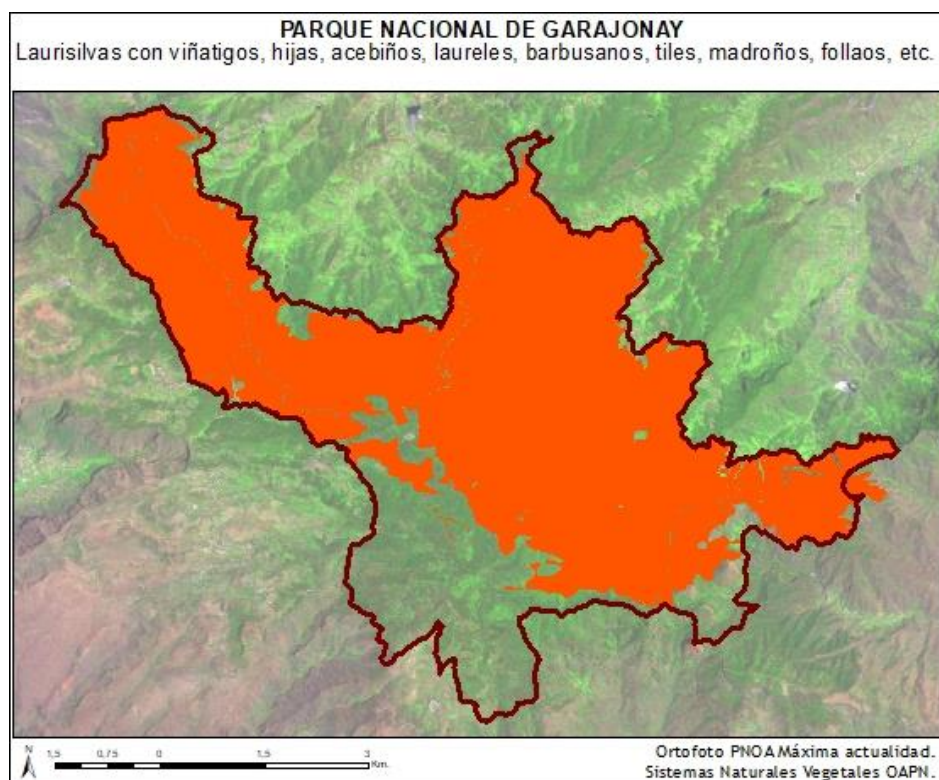 PARQUE NACIONAL DE GARAJONAY
Laurisilvas con viñatigos, hijas, acebiños, laureles, barbusanos, tiles, madroños, follaos, etc.
N
1,5 0,75 0 1,5 3
Km.
Ortofoto PNOA Máxima actualidad.
Sistemas Naturales Vegetales OAPN.